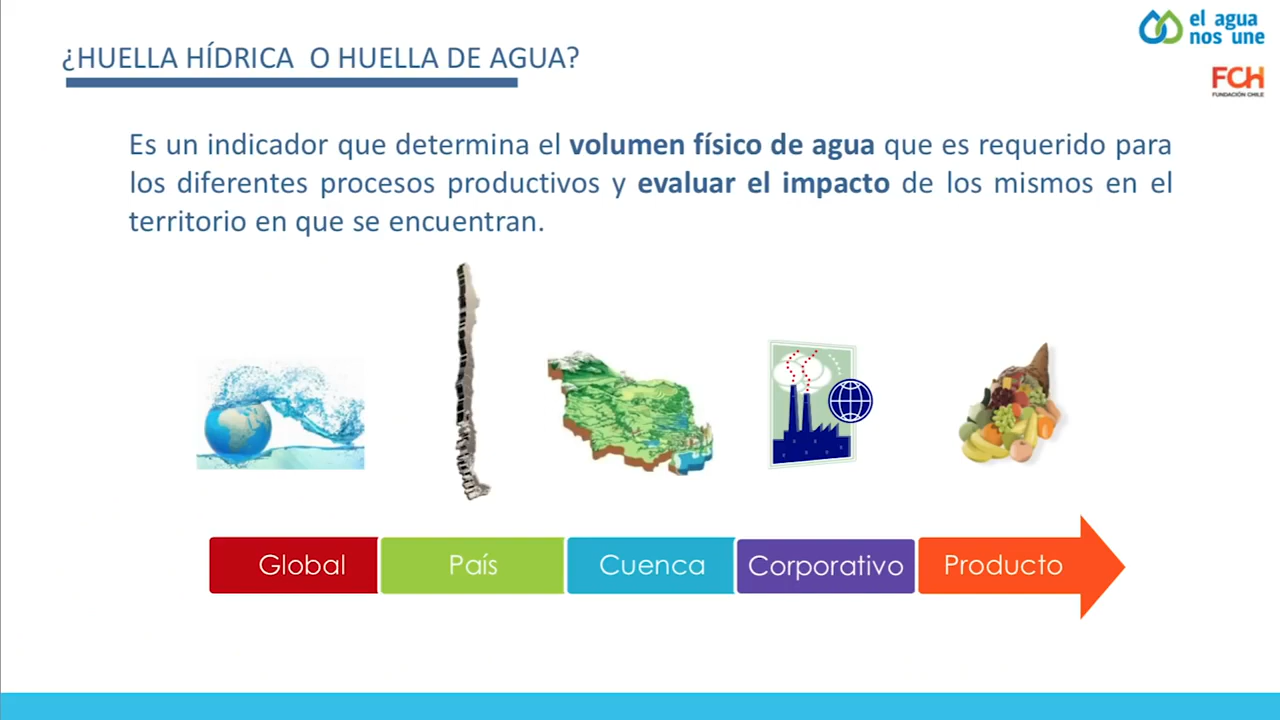 el agua
nos une
¿HUELLA HÍDRICA O HUELLA DE AGUA?
FCH
FUNDACIÓN CHILE
Es un indicador que determina el volumen físico de agua que es requerido para
los diferentes procesos productivos y evaluar el impacto de los mismos en el
territorio en que se encuentran.
Global
País
Cuenca
Corporativo
Producto